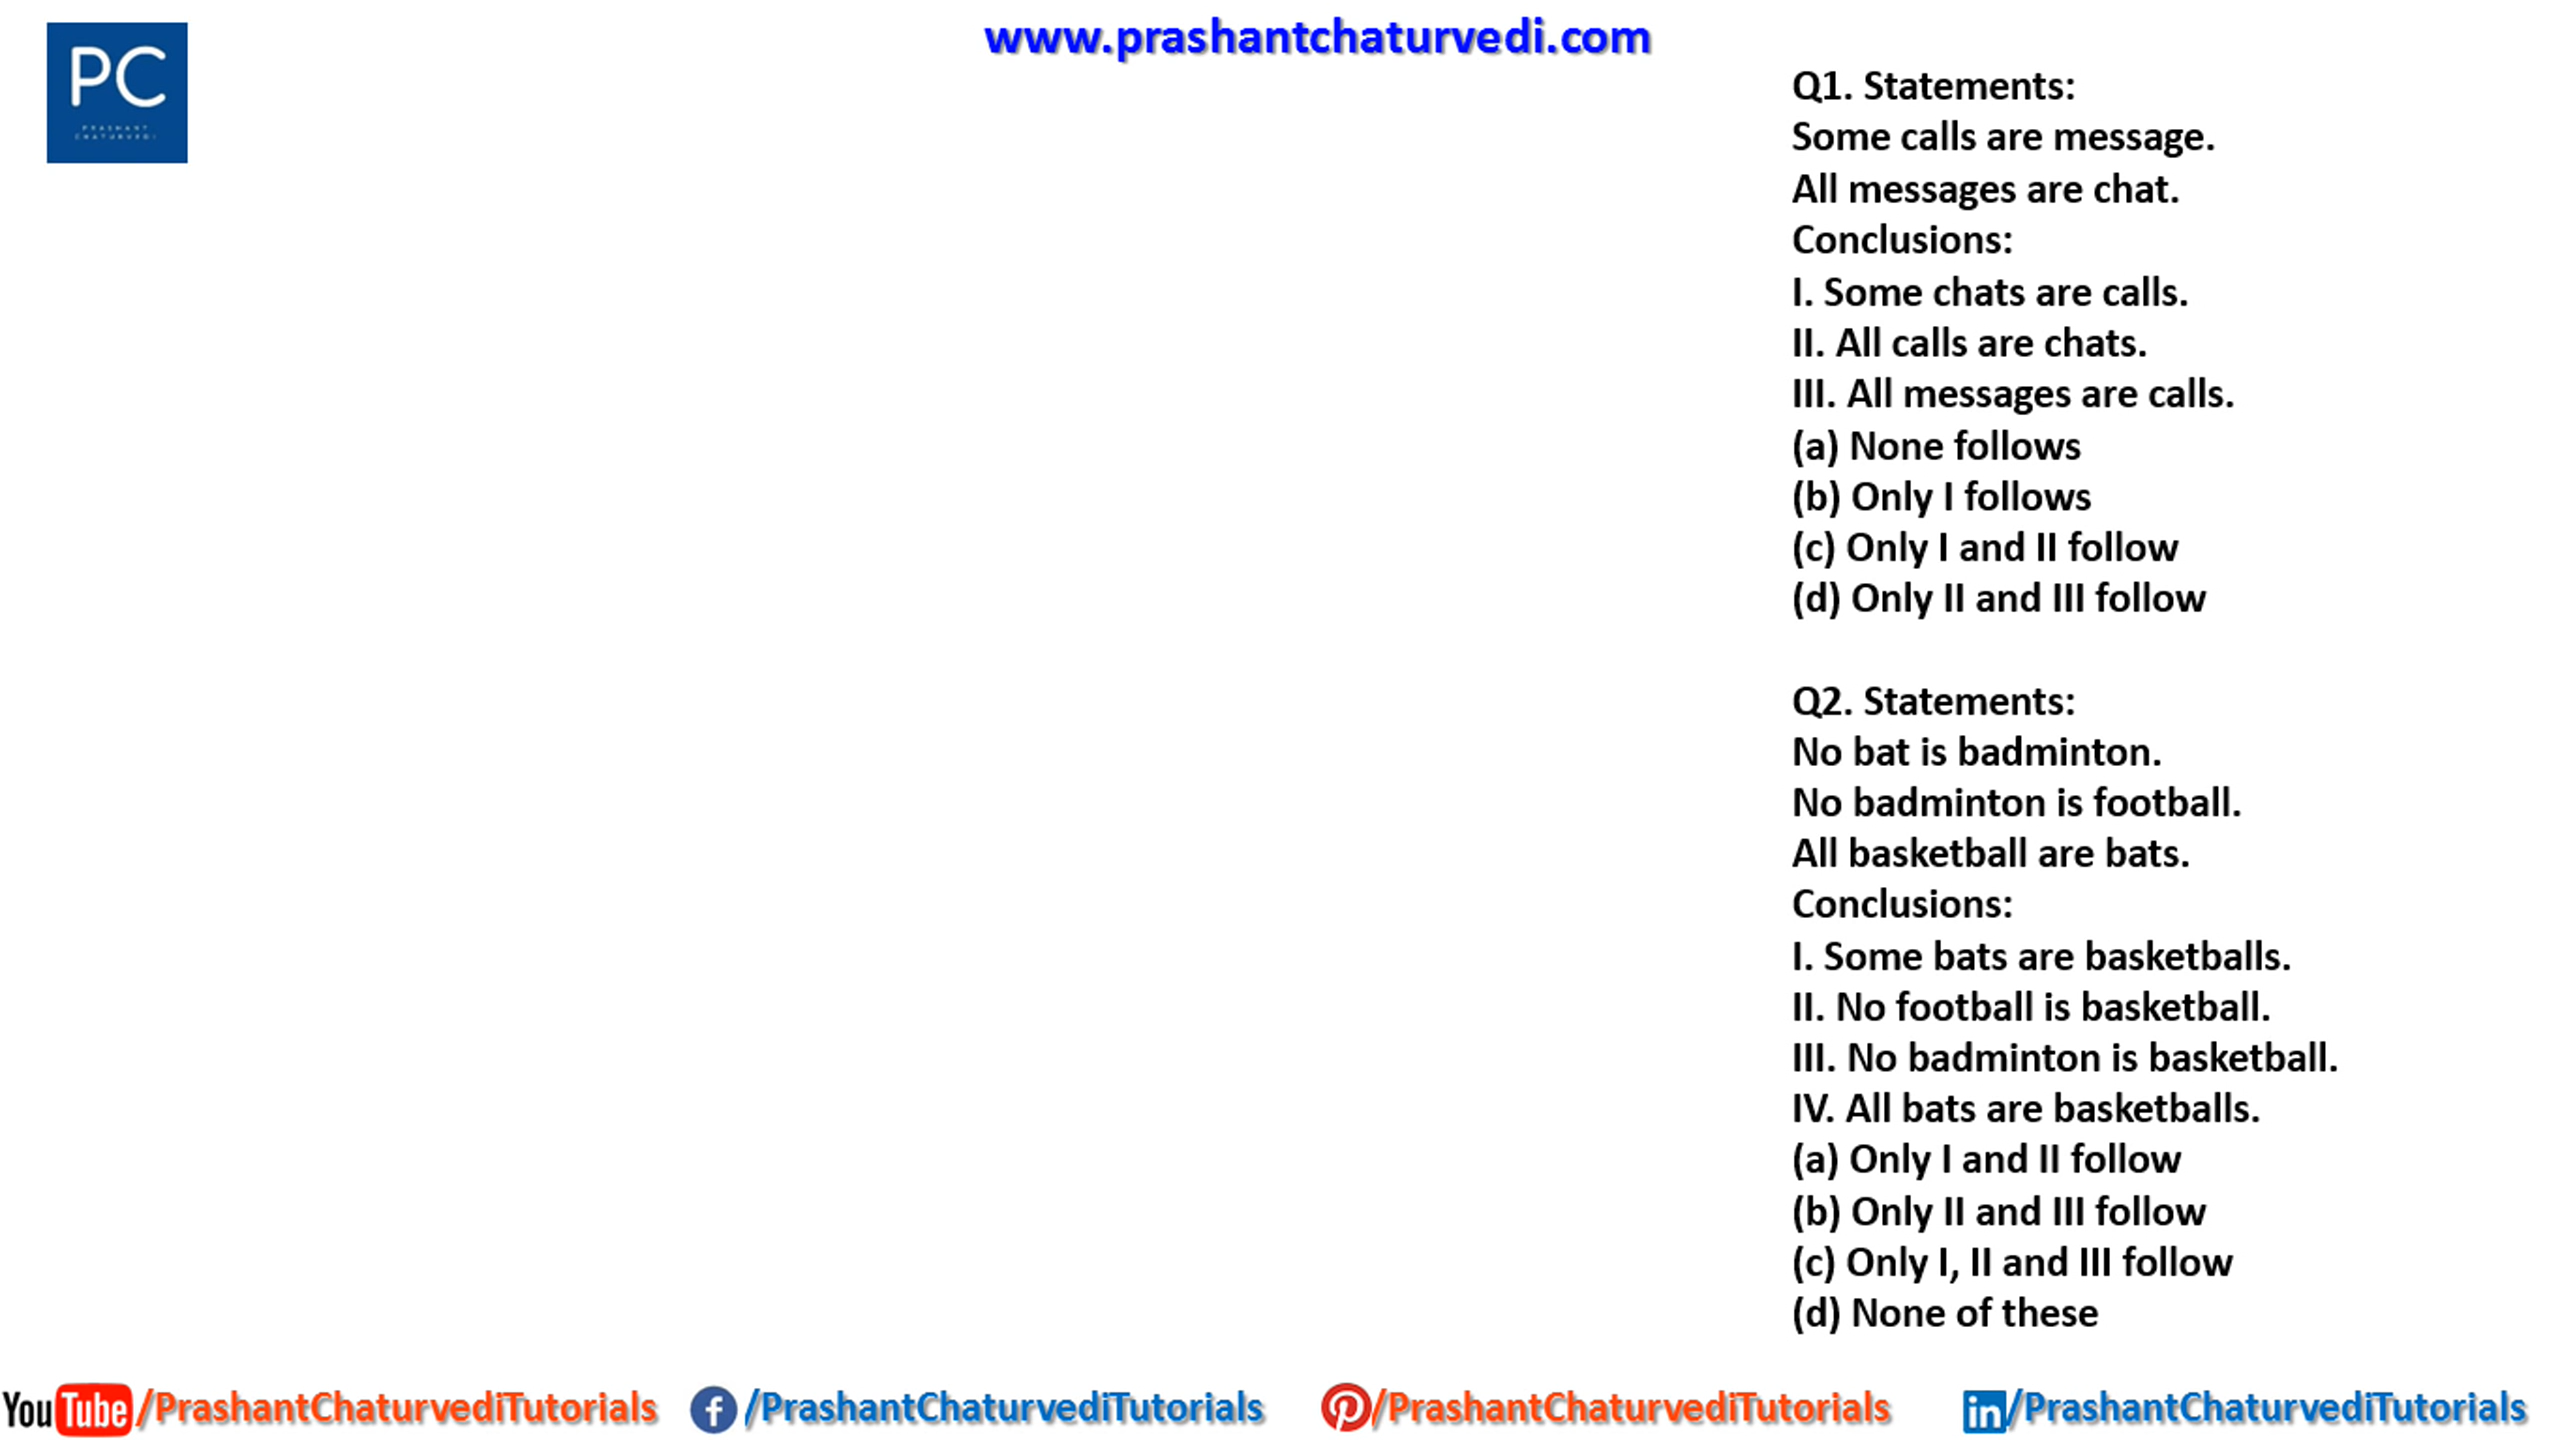 www.prashantchaturvedi.com
PC
PRASHANT
CHATURVEDI
Q1. Statements:
Some calls are message.
All messages are chat.
Conclusions:
I. Some chats are calls.
II. All calls are chats.
III. All messages are calls.
(a) None follows
(b) Only I follows
(c) Only I and II follow
(d) Only II and III follow
Q2. Statements:
No bat is badminton.
No badminton is football.
All basketball are bats.
Conclusions:
I. Some bats are basketballs.
II. No football is basketball.
III. No badminton is basketball.
IV. All bats are basketballs.
(a) Only I and II follow
(b) Only II and III follow
(c) Only I, II and III follow
(d) None of these
YouTube/PrashantChaturvediTutorials f/PrashantChaturvediTutorials /PrashantChaturvediTutorials in/PrashantChaturvediTutorials